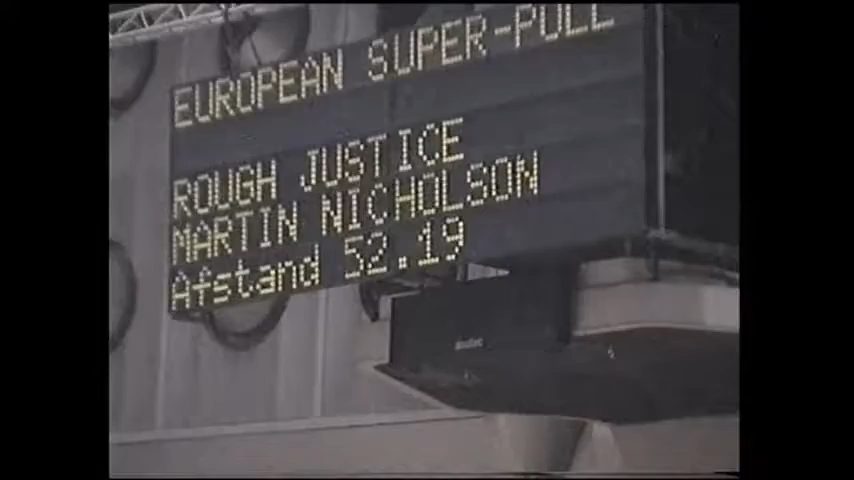 EUROPEAN SUPER-PULL
ROUGH JUSTICE
MARTIN NICHOLSON
Afstand 52.19